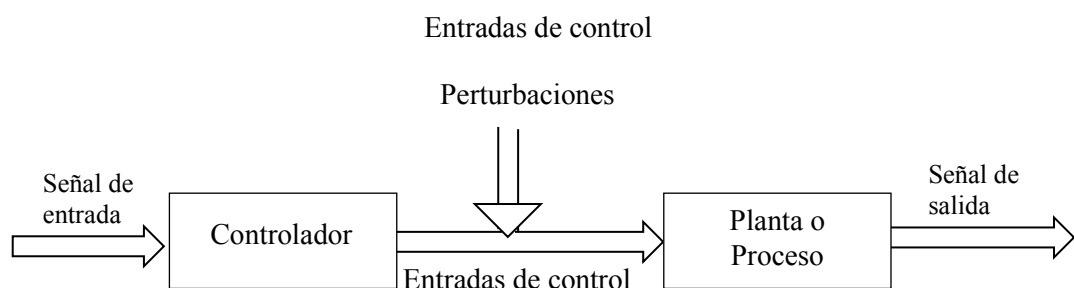 Entradas de control
Perturbaciones
Señal de
entrada
Controlador
Entradas de control
Planta o
Proceso
Señal de
salida